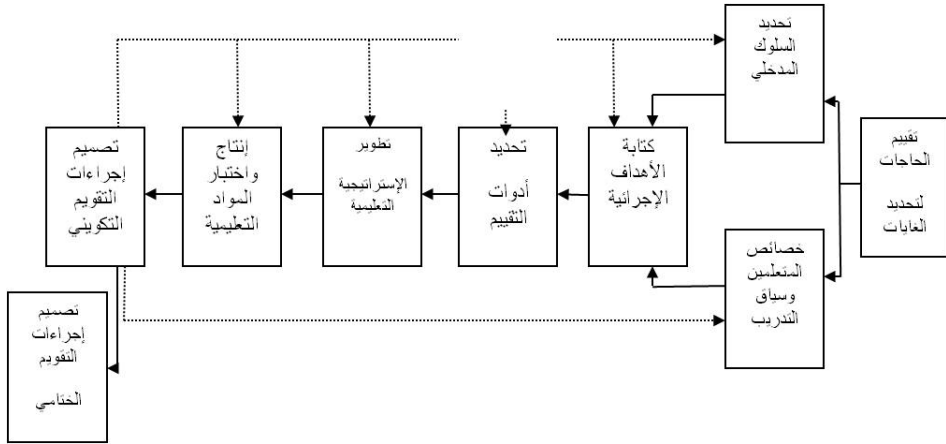 تقييم
الحاجات
لتحديد
الغايات
تحديد
السلوك
المدخلي
خصائص
المتعلمين
وسياق
التدريب
كتابة
الأهداف
الإجرائية
تحديد
أدوات
التقييم
تطوير
الإستراتيجية
التعليمية
إنتاج
واختبار
المواد
التعليمية
تصميم
إجراءات
التقويم
التكويني
تصميم
إجراءات
التقويم
الختامي